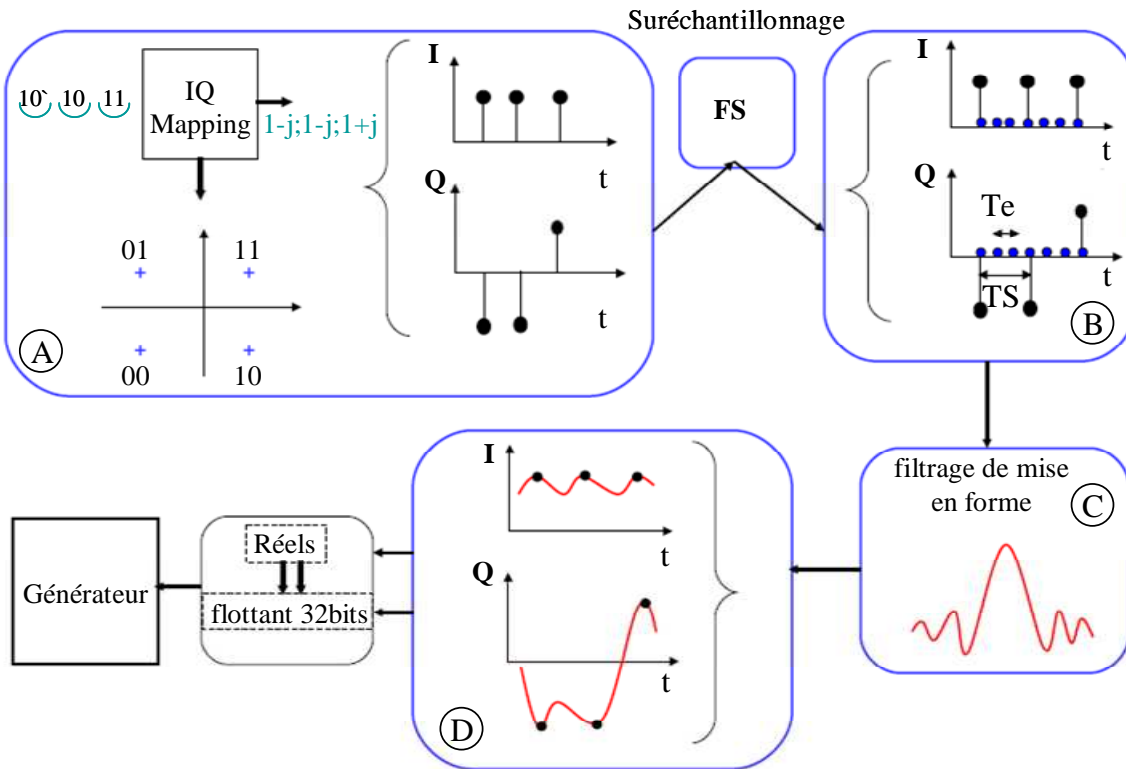 Suréchantillonnage
10` 10 11
IQ
Mapping
1-j;1-j;1+j
01
11
00
10
A
I
t
Q
t
FS
I
t
Q
Te
t
TS
B
filtrage de mise
en forme
C
I
t
Q
t
D
Réels
flottant 32bits
Générateur